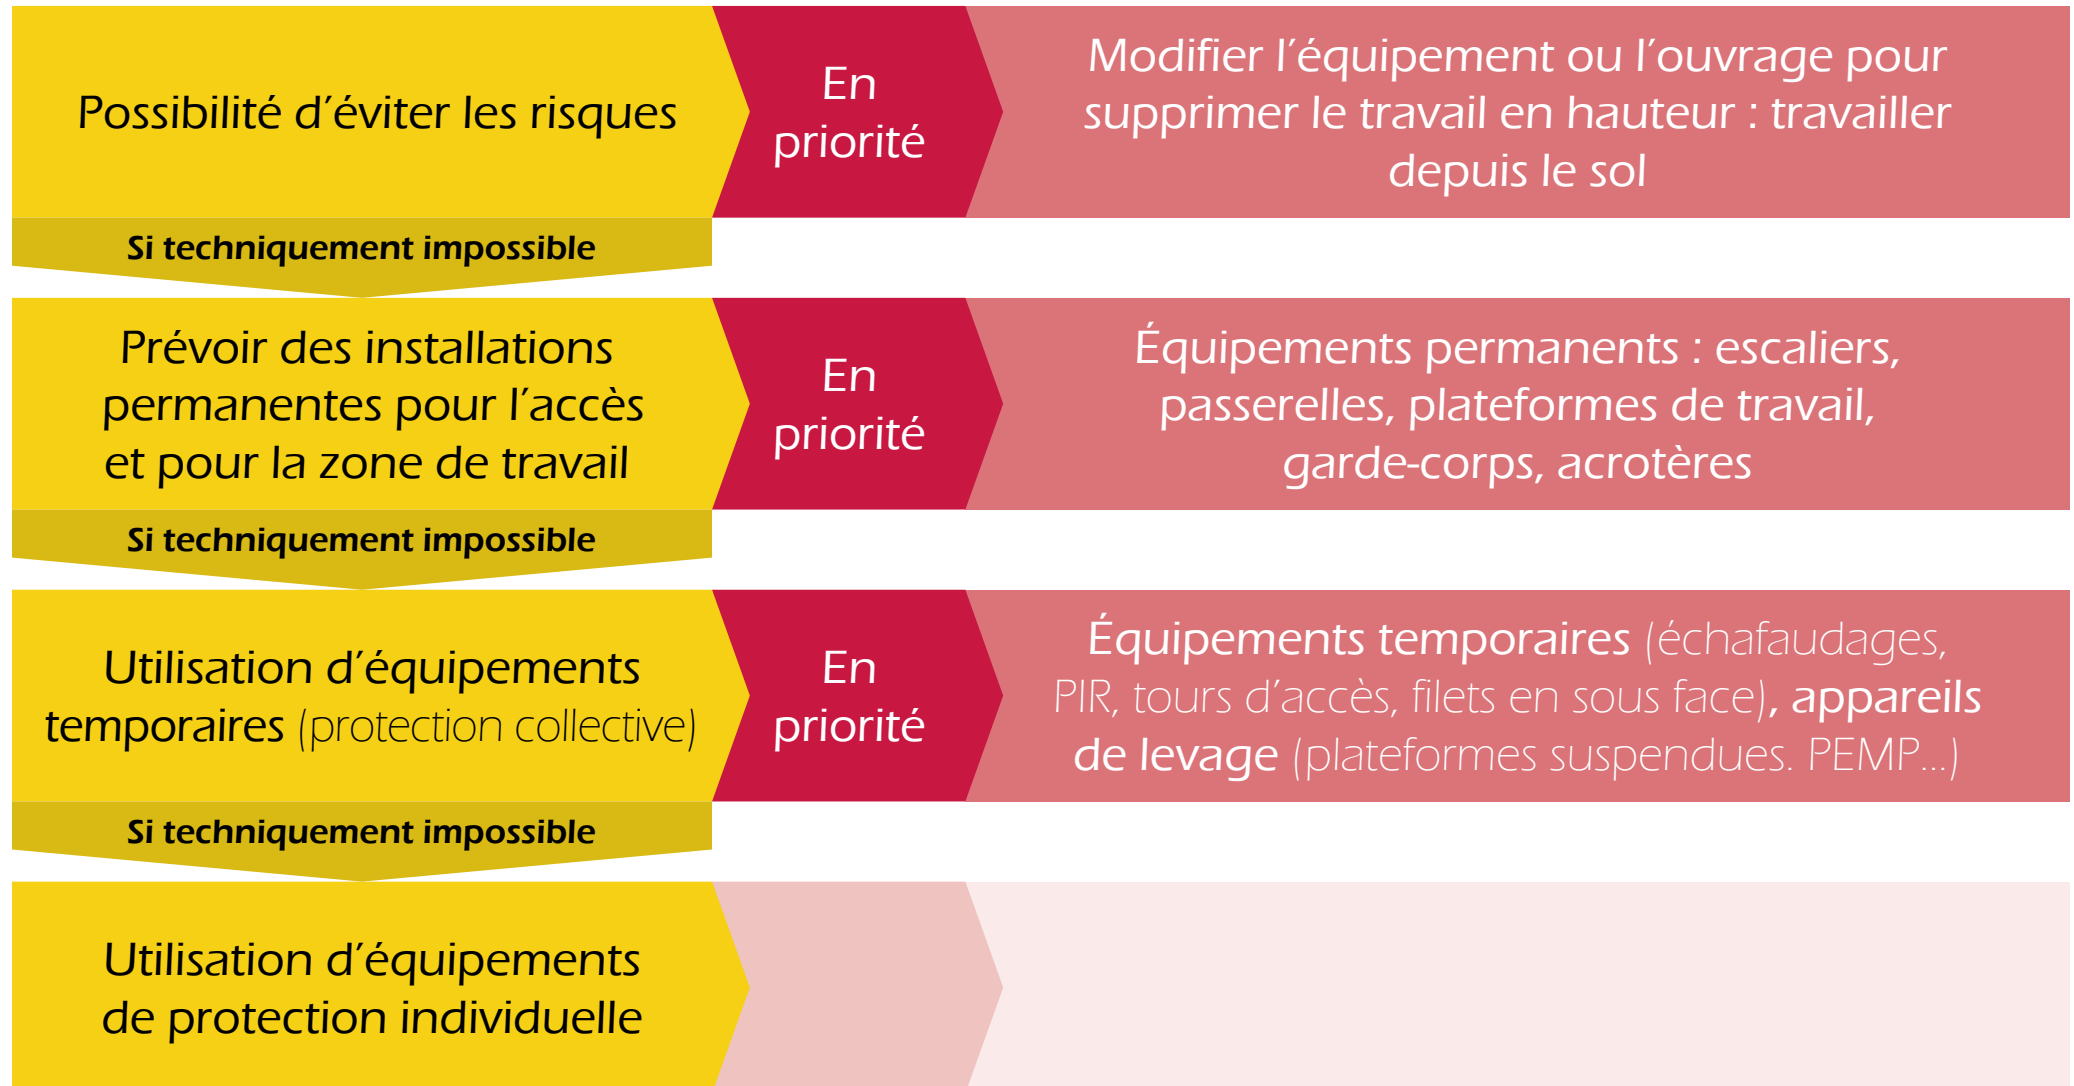 Possibilité d’éviter les risques
En
priorité
Modifier l’équipement ou l’ouvrage pour
supprimer le travail en hauteur : travailler
depuis le sol
Si techniquement impossible
Prévoir des installations
permanentes pour l’accès
et pour la zone de travail
En
priorité
Équipements permanents : escaliers,
passerelles, plateformes de travail,
garde-corps, acrotères
Si techniquement impossible
Utilisation d’équipements
temporaires (protection collective)
En
priorité
Équipements temporaires (échafaudages,
PIR, tours d’accès, filets en sous face), appareils
de levage (plateformes suspendues. PEMP...)
Si techniquement impossible
Utilisation d’équipements
de protection individuelle